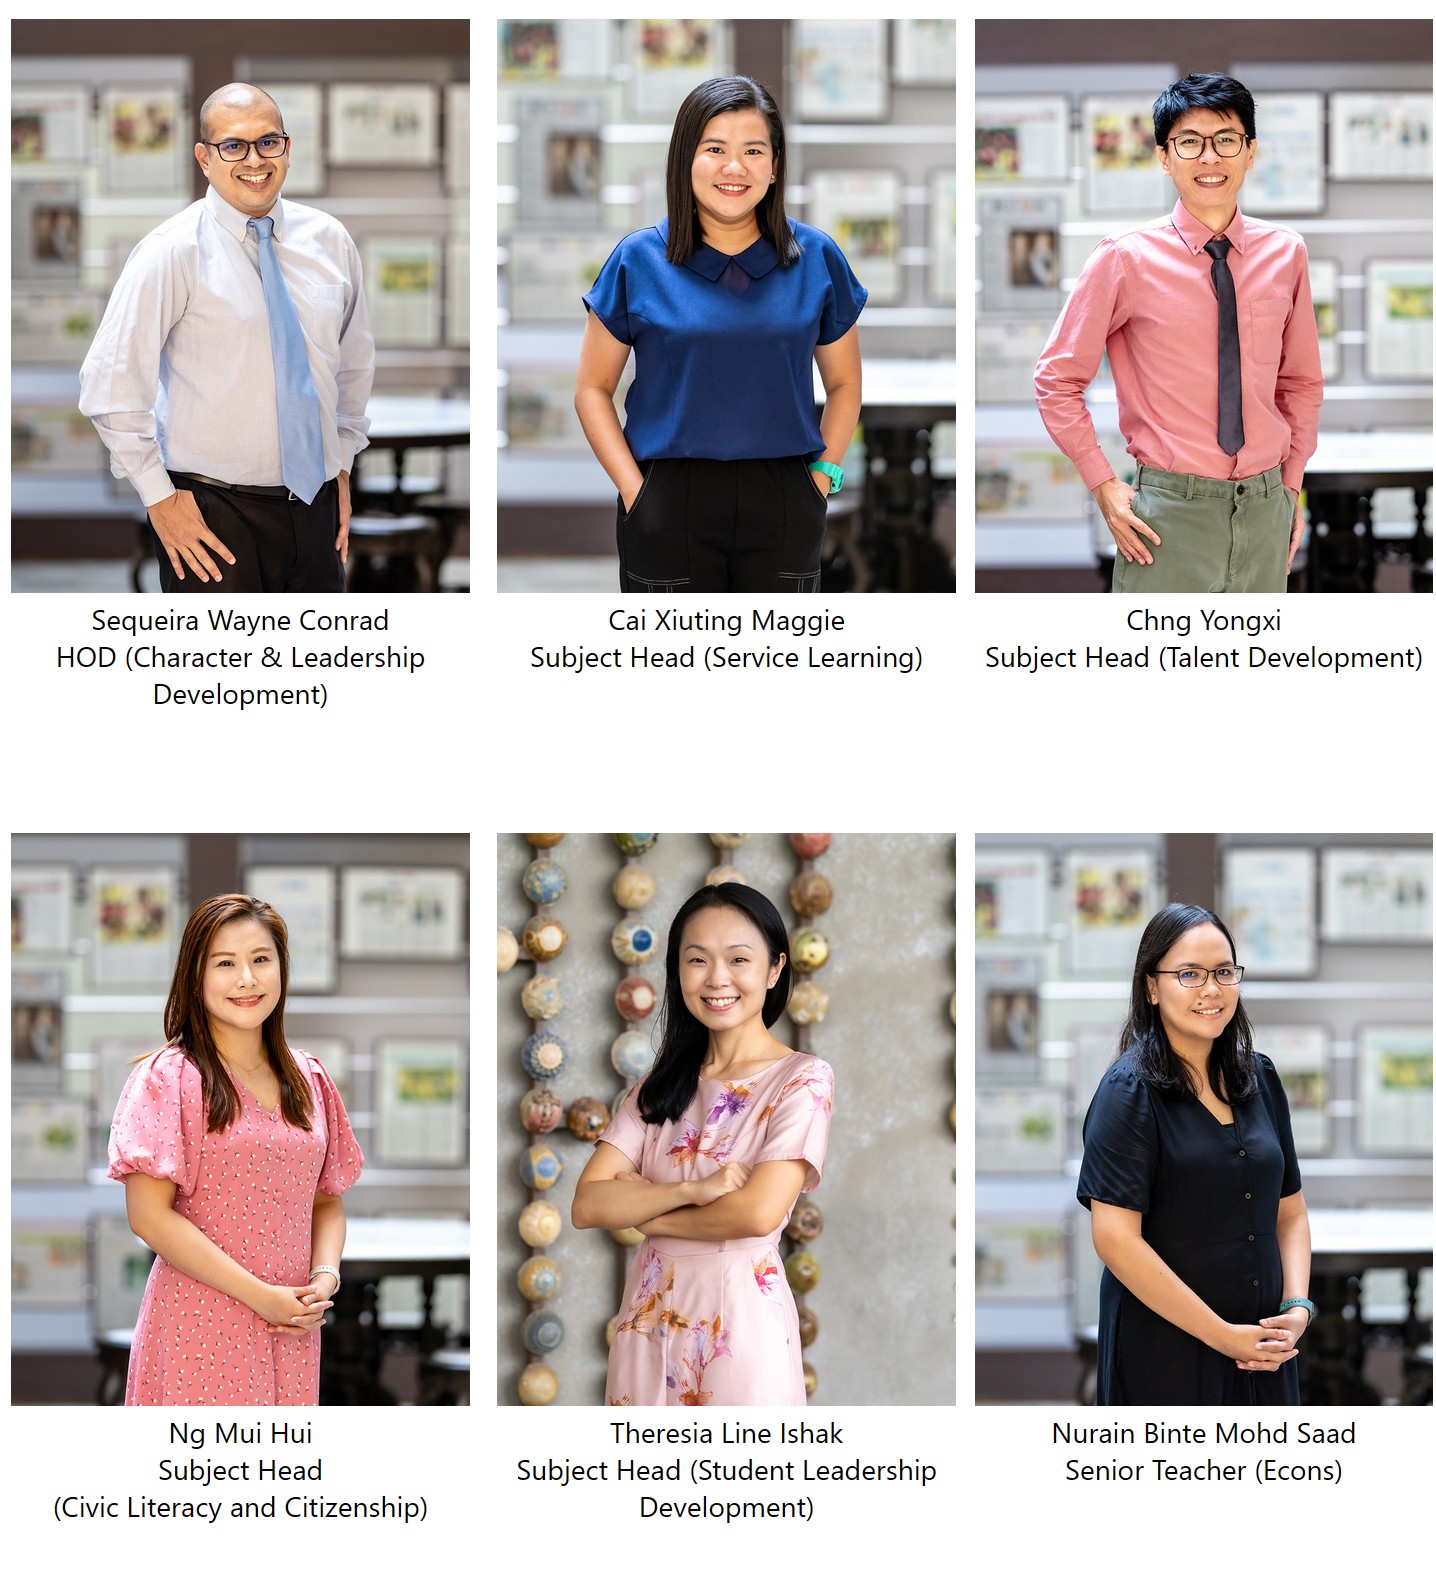 Sequeira Wayne Conrad
HOD (Character & Leadership
Development)
Cai Xiuting Maggie
Subject Head (Service Learning)
Chng Yongxi
Subject Head (Talent Development)
Ng Mui Hui
Subject Head
(Civic Literacy and Citizenship)
Theresia Line Ishak
Subject Head (Student Leadership
Development)
Nurain Binte Mohd Saad
Senior Teacher (Econs)